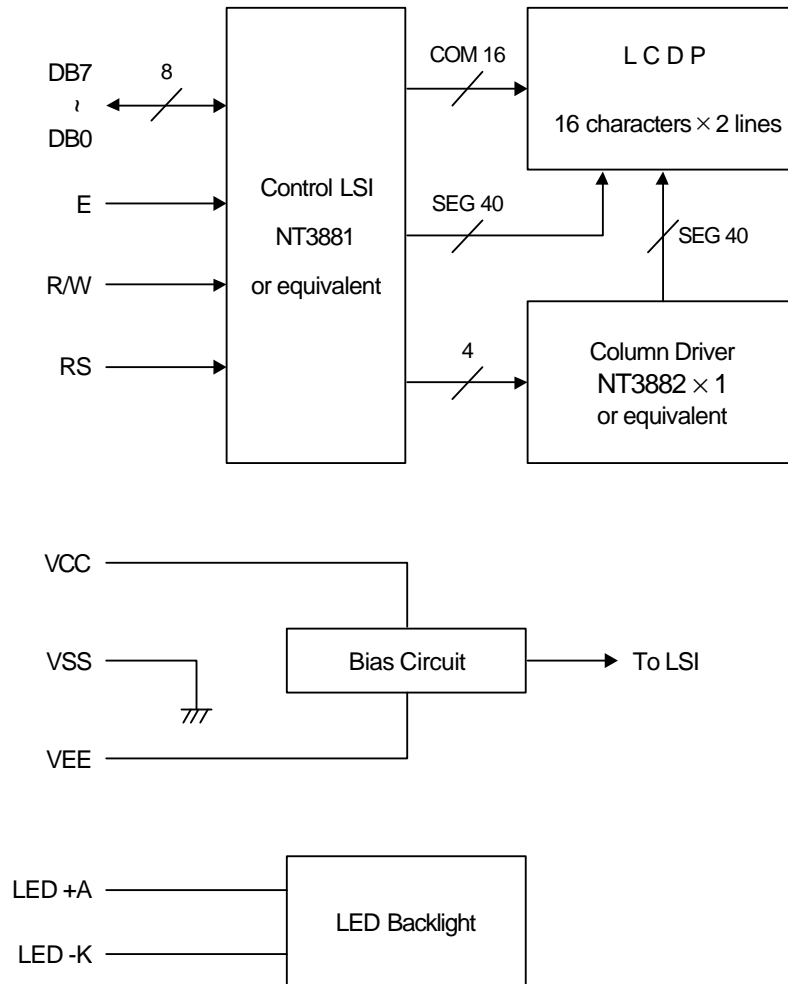 DB7
~
DB0
8
E
R/W
RS
Control LSI
NT3881
or equivalent
COM 16
SEG 40
4
L C D P
16 characters × 2 lines
SEG 40
Column Driver
NT3882 × 1
or equivalent
VCC
VSS
VEE
Bias Circuit
To LSI
LED +A
LED -K
LED Backlight